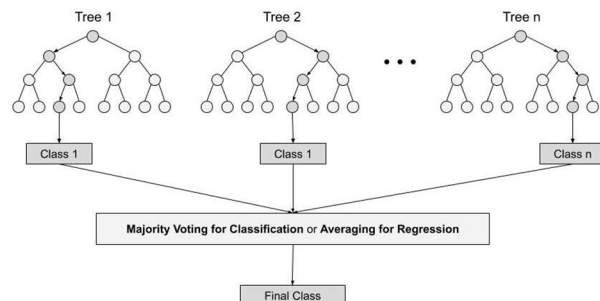 Tree 1
Tree 2
Tree n
Class 1
Class 1
Class n
Majority Voting for Classification or Averaging for Regression
Final Class